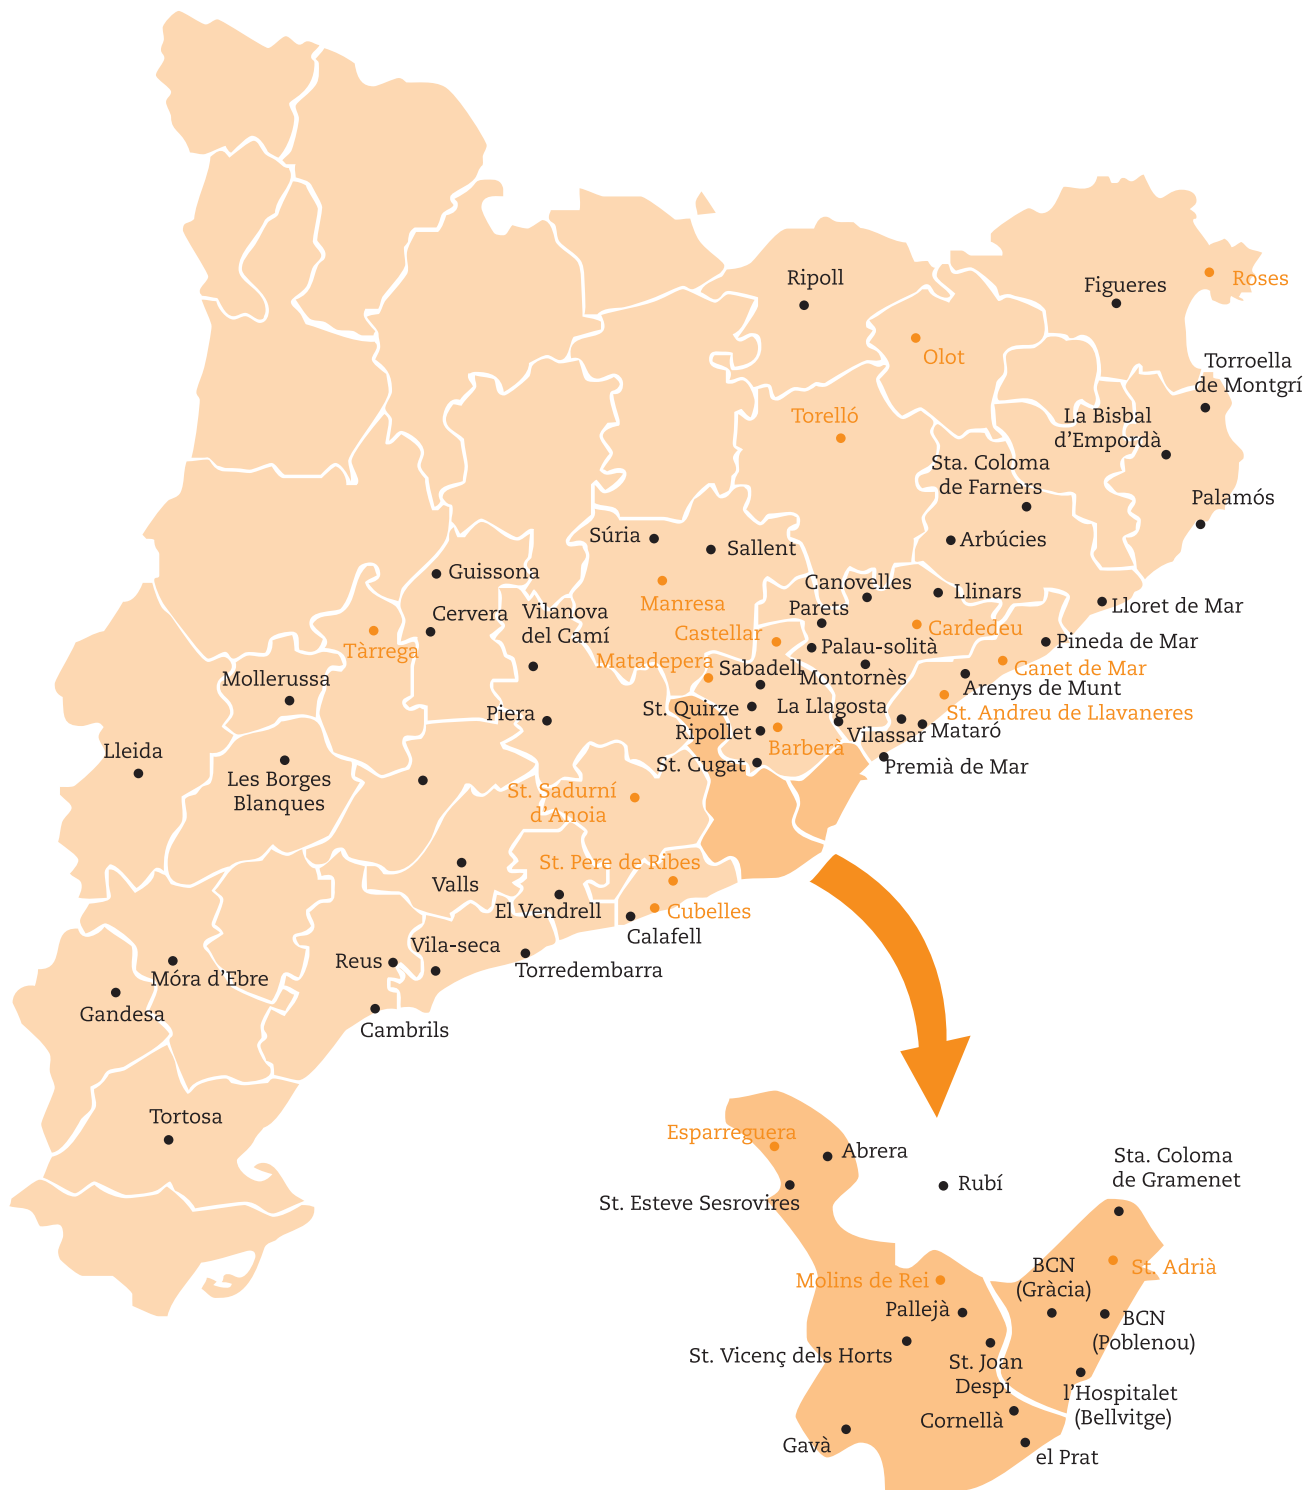 Ripoll
Figueres
Roses
Olot
Torroella
de Montgrí
Torelló
La Bisbal
d'Empordà
Sta. Coloma
de Farners
Palamós
Súria
Sallent
Arbúcies
Guissona
Manresa
Canovelles
Llinars
Lloret de Mar
Cervera
Vilanova
del Camí
Parets
Castellar
Cardedeu
Tàrrega
Palau-solità
Pineda de Mar
Matadepera
Sabadell
Montornès
Canet de Mar
Mollerussa
Arenys de Munt
St. Quirze
La Llagosta
St. Andreu de Llavaneres
Piera
Ripollet
Barberà
Vilassar
Mataró
Lleida
St. Cugat
Premià de Mar
Les Borges
Blanques
St. Sadurní
d'Anoia
St. Pere de Ribes
Valls
El Vendrell
Cubelles
Calafell
Vila-seca
Reus
Torredembarra
Móra d'Ebre
Gandesa
Cambrils
Tortosa
Esparreguera
Abrera
Sta. Coloma
de Gramenet
Rubí
St. Esteve Sesrovires
BCN
(Gràcia)
St. Adrià
Molins de Rei
Pallejà
BCN
(Poblenou)
St. Vicenç dels Horts
St. Joan
Despí
l'Hospitalet
(Bellvitge)
Cornellà
Gavà
el Prat